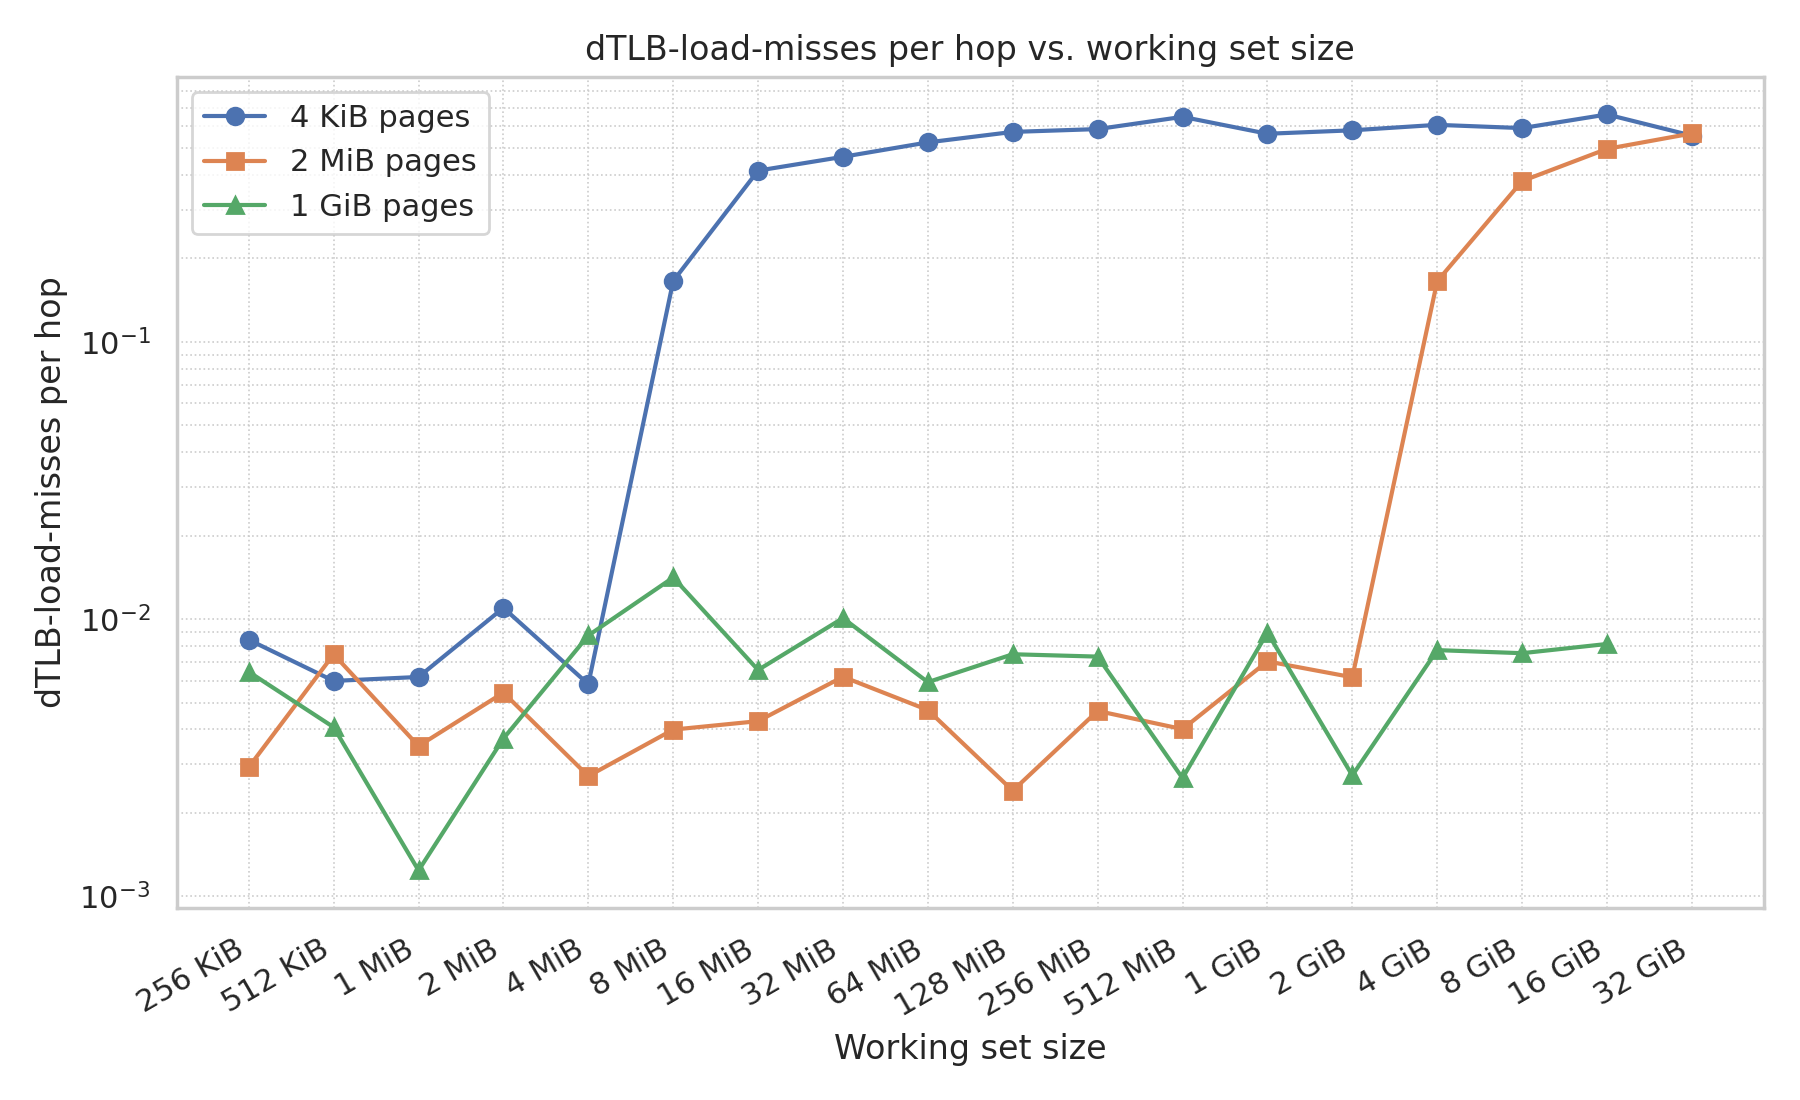 dTLB-load-misses per hop vs. working set size
4 KiB pages
2 MiB pages
1 GiB pages
dTLB-load-misses per hop
10⁻¹
10⁻²
10⁻³
256 KiB
512 KiB
1 MiB
2 MiB
4 MiB
8 MiB
16 MiB
32 MiB
64 MiB
128 MiB
256 MiB
512 MiB
1 GiB
2 GiB
4 GiB
8 GiB
16 GiB
32 GiB
Working set size